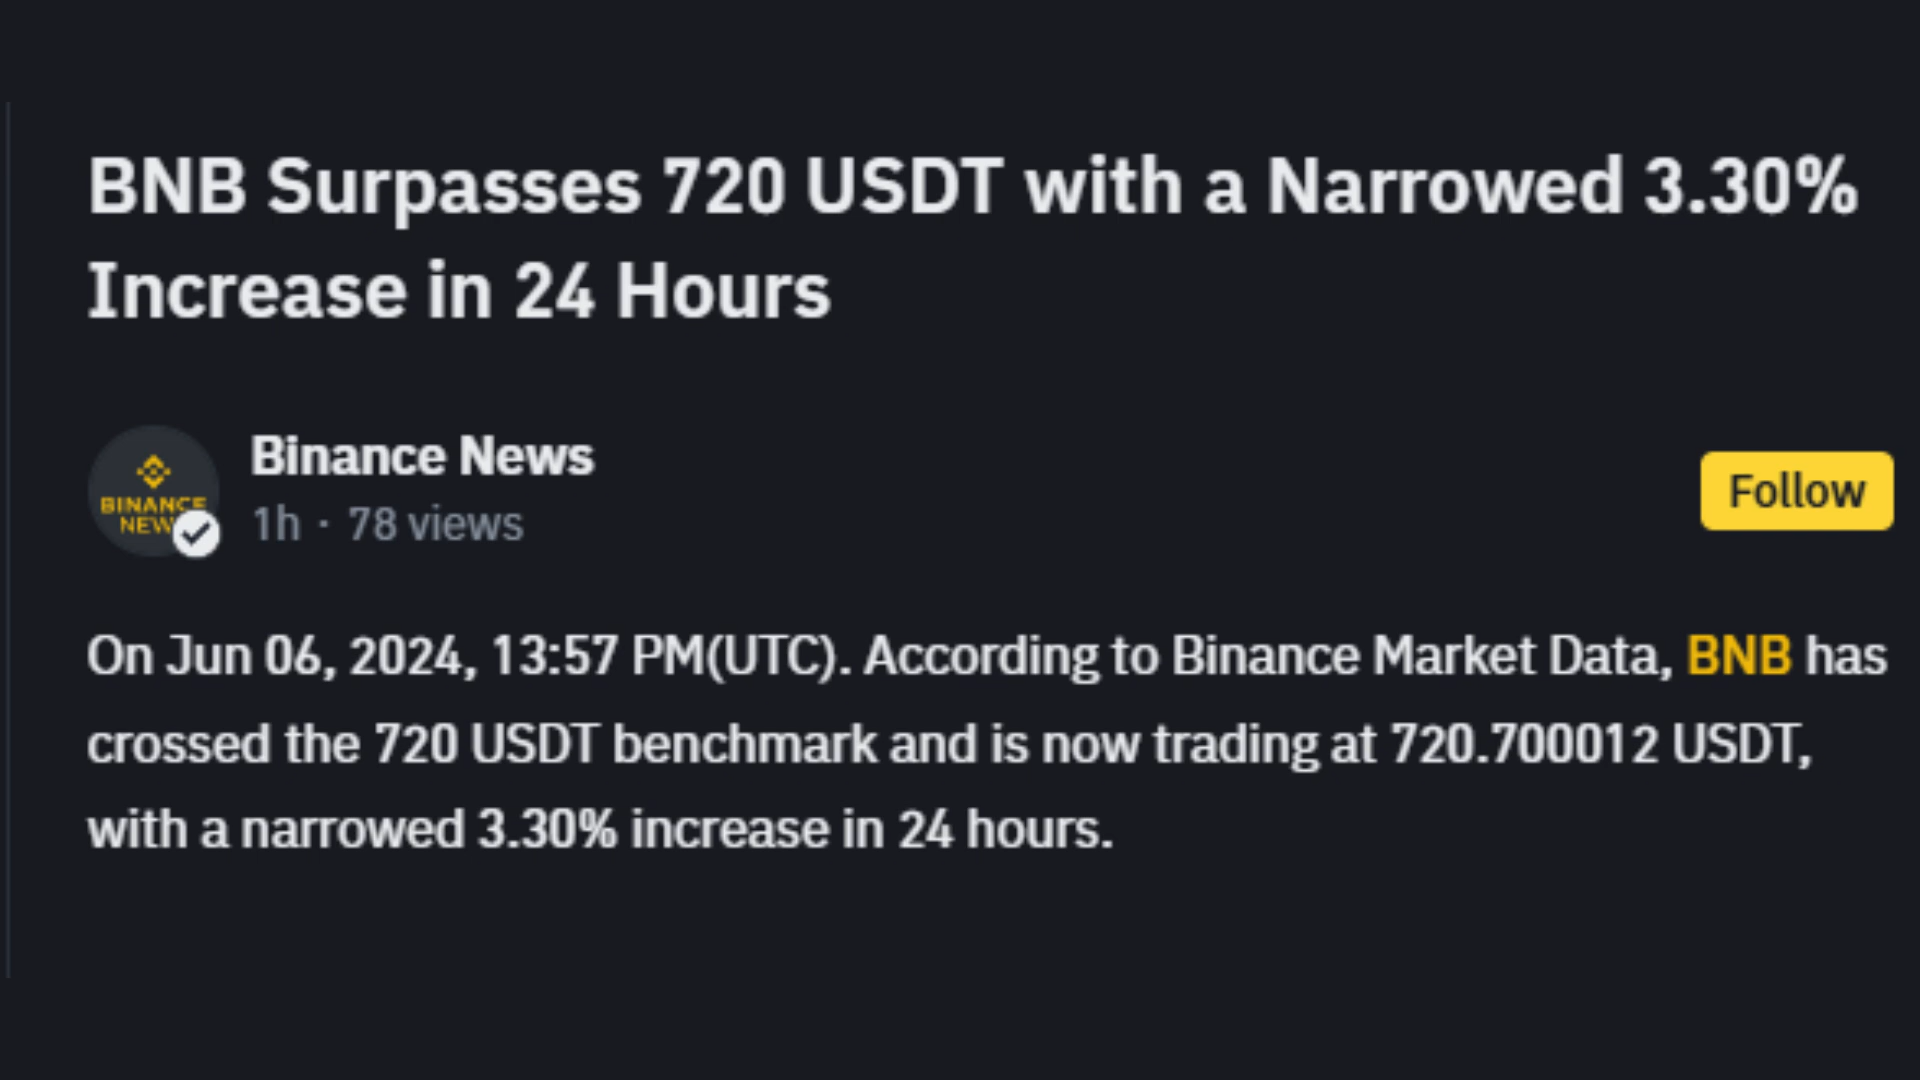 BNB Surpasses 720 USDT with a Narrowed 3.30%
Increase in 24 Hours
Binance News
1h · 78 views
BINANCE
NEW
Follow
On Jun 06, 2024, 13:57 PM(UTC). According to Binance Market Data, BNB has
crossed the 720 USDT benchmark and is now trading at 720.700012 USDT,
with a narrowed 3.30% increase in 24 hours.